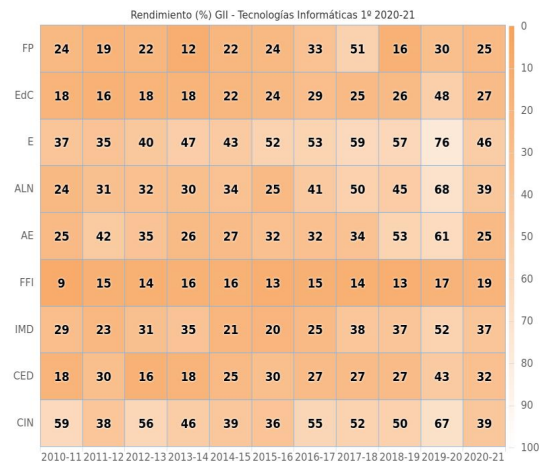 Rendimiento (%) GII - Tecnologías Informáticas 1º 2020-21
FP 24 19 22 12 22 24 33 51 16 30 25
EdC 18 16 18 18 22 24 29 25 26 48 27
E 37 35 40 47 43 52 53 59 57 76 46
ALN 24 31 32 30 34 25 41 50 45 68 39
AE 25 42 35 26 27 32 32 34 53 61 25
FFI 9 15 14 16 16 13 15 14 13 17 19
IMD 29 23 31 35 21 20 25 38 37 52 37
CED 18 30 16 18 25 30 27 27 27 43 32
CIN 59 38 56 46 39 36 55 52 50 67 39
2010-11 2011-12 2012-13 2013-14 2014-15 2015-16 2016-17 2017-18 2018-19 2019-20 2020-21
0
10
20
30
40
50
60
70
80
90
100